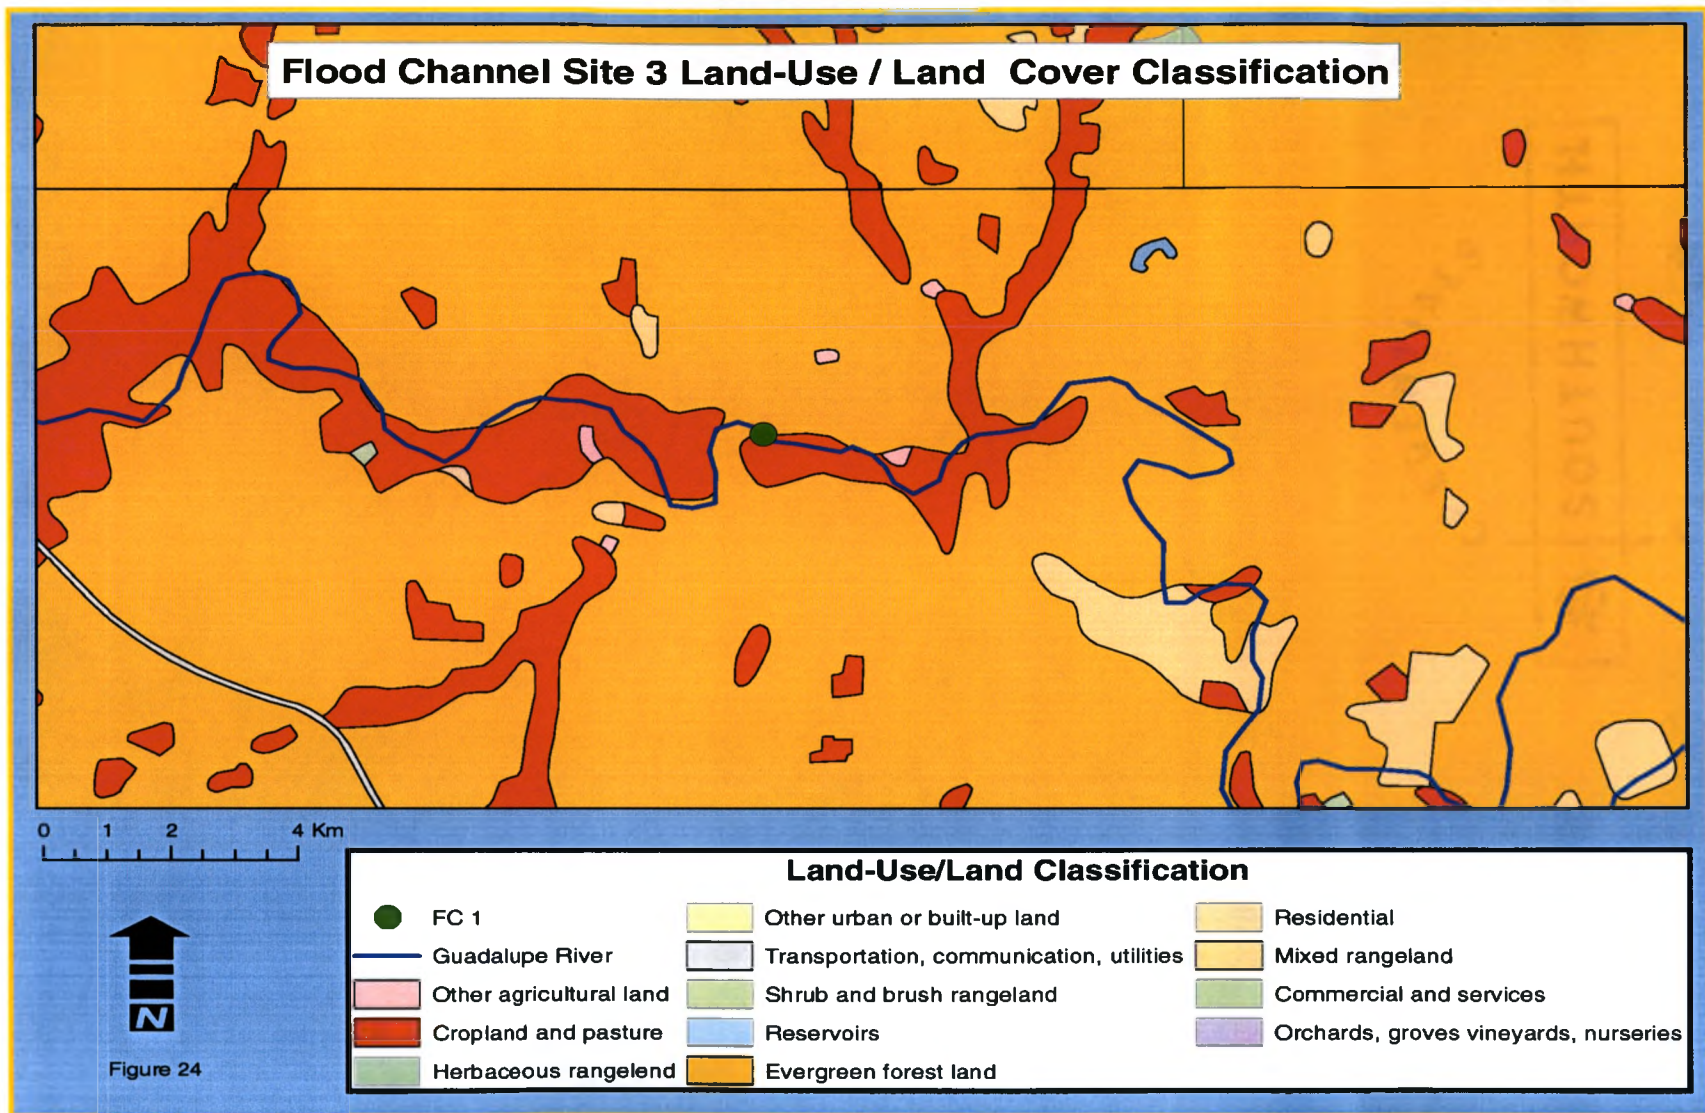 Flood Channel Site 3 Land-Use / Land Cover Classification
0 1 2 4 Km
Figure 24
Land-Use/Land Classification
FC 1
Guadalupe River
Other agricultural land
Cropland and pasture
Herbaceous rangelend
Other urban or built-up land
Transportation, communication, utilities
Shrub and brush rangeland
Reservoirs
Evergreen forest land
Residential
Mixed rangeland
Commercial and services
Orchards, groves vineyards, nurseries
N